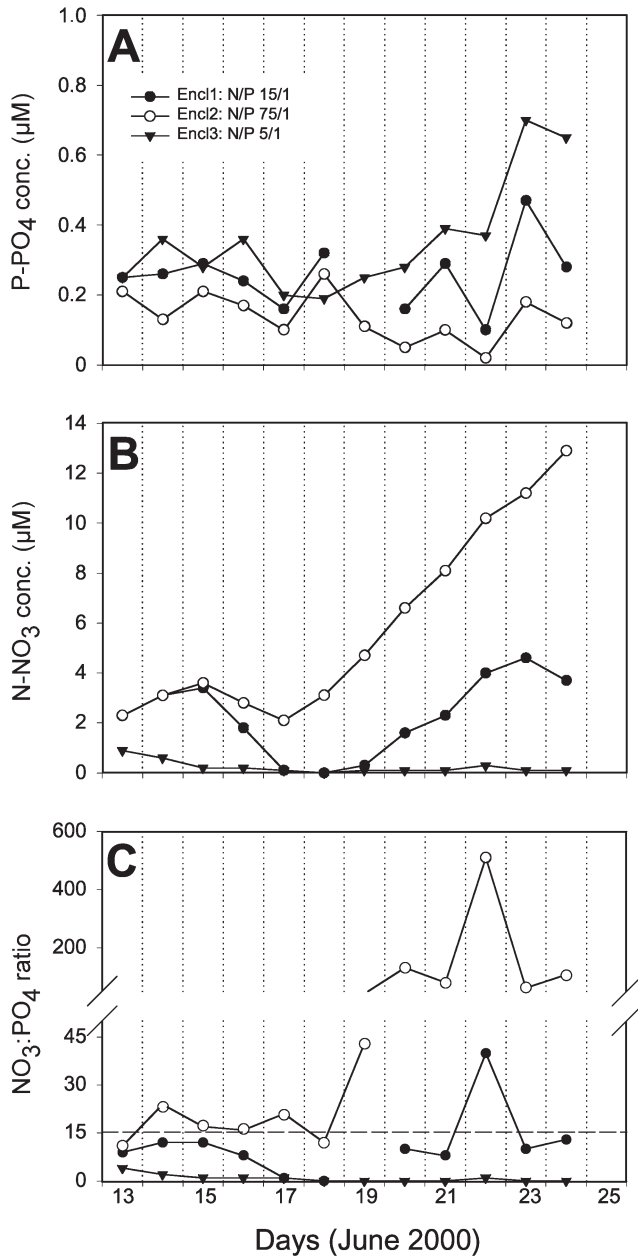 A
1.0
0.8
0.6
0.4
0.2
0
P-PO4 conc. (µM)
Encl1: N/P 15/1
Encl2: N/P 75/1
Encl3: N/P 5/1
B
14
12
10
8
6
4
2
0
N-NO3 conc. (µM)
C
600
400
200
45
30
15
0
NO3:PO4 ratio
13 15 17 19 21 23 25
Days (June 2000)